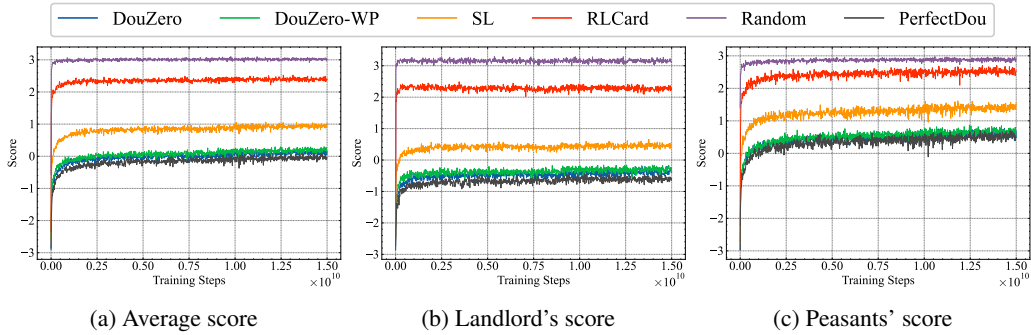 DouZero DouZero-WP SL RLCard Random PerfectDou
3
2
1
0
−1
−2
−3
Score
0.00 0.25 0.50 0.75 1.00 1.25 1.50
Training Steps
×10^10
(a) Average score
3
2
1
0
−1
−2
−3
Score
0.00 0.25 0.50 0.75 1.00 1.25 1.50
Training Steps
×10^10
(b) Landlord's score
3
2
1
0
−1
−2
−3
Score
0.00 0.25 0.50 0.75 1.00 1.25 1.50
Training Steps
×10^10
(c) Peasants' score